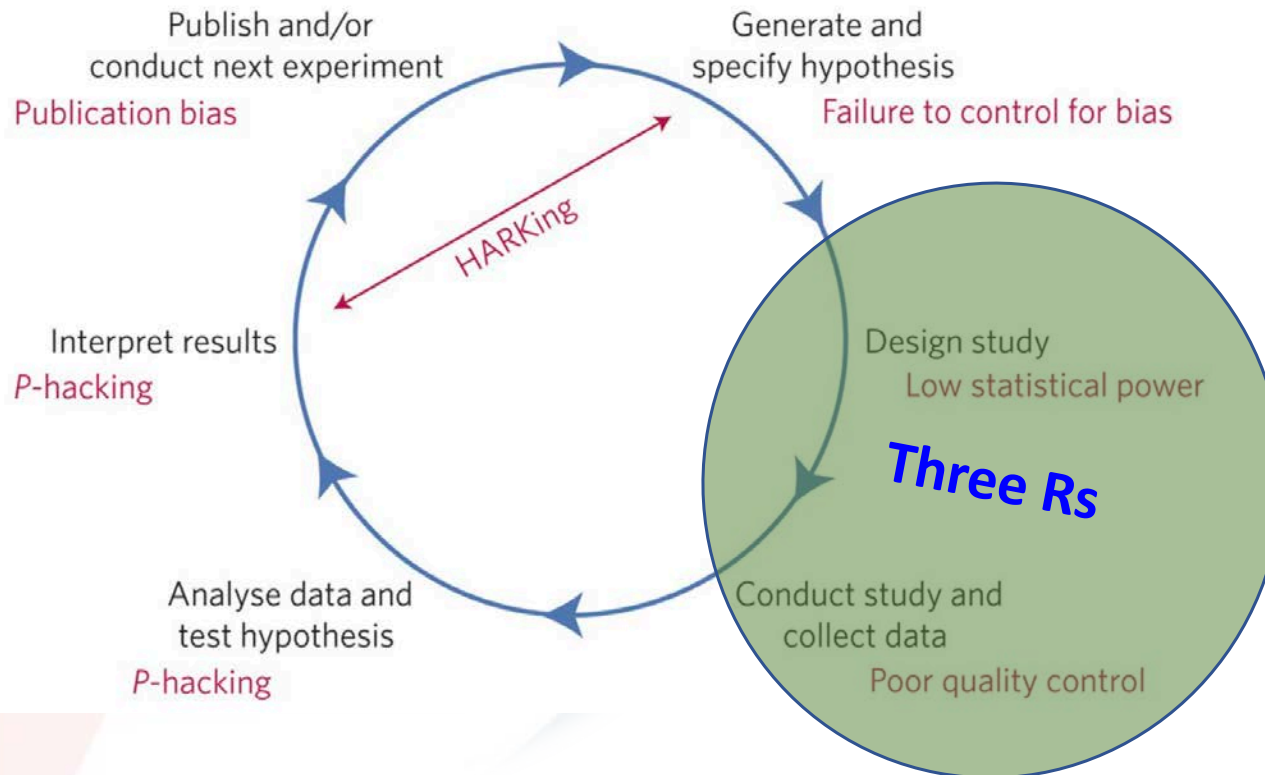 Publish and/or
conduct next experiment
Publication bias
Generate and
specify hypothesis
Failure to control for bias
HARKing
Interpret results
P-hacking
Design study
Low statistical power
Three Rs
Analyse data and
test hypothesis
P-hacking
Conduct study and
collect data
Poor quality control